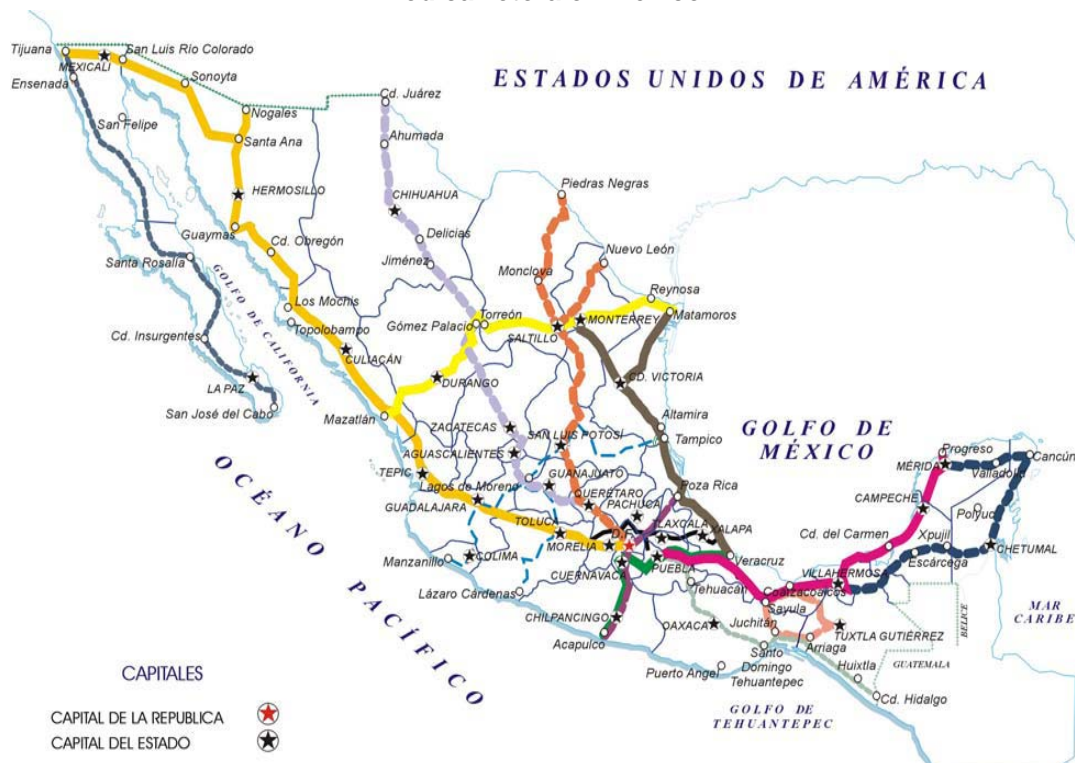 Tijuana
San Luis Rio Colorado
MEXICALI
Ensenada
Sonoyta
ESTADOS UNIDOS DE AMÉRICA
Cd. Juárez
San Felipe
Nogales
Santa Ana
Ahumada
HERMOSILLO
CHIHUAHUA
Piedras Negras
Guaymas
Cd. Obregón
Delicias
Nuevo León
Santa Rosalía
Jiménez
Monclova
GOLFO DE CALIFORNIA
Los Mochis
Topolobampo
Reynosa
Torreón
Gómez Palacio
MONTERREY
Matamoros
SALTILLO
Cd. Insurgentes
CULIACÁN
LA PAZ
DURANGO
CD. VICTORIA
San José del Cabo
Mazatlán
ZACATECAS
Altamira
SAN LUIS POTOSÍ
Tampico
GOLFO DE
MÉXICO
AGUASCALIENTES
Progreso
Cancún
MÉRIDA
Valladolid
OCÉANO PACÍFICO
TEPIC
Lagos de Moreno
GUANAJUATO
QUERÉTARO
Poza Rica
CAMPECHE
GUADALAJARA
PACHUCA
Polyuc
TOLUCA
D.F.
TLAXCALA
XALAPA
Cd. del Carmen
Xpujil
CHETUMAL
MORELIA
Manzanillo
COLIMA
CUERNAVACA
PUEBLA
Veracruz
Escárcega
VILLAHERMOSA
Lázaro Cárdenas
Tehuacán
Coatzacoalcos
Sayula
MAR
CARIBE
BELICE
CHILPANCINGO
OAXACA
Juchitán
TUXTLA GUTIÉRREZ
Acapulco
Arriaga
Santo
Domingo
Tehuantepec
Huixtla
GUATEMALA
Puerto Angel
Cd. Hidalgo
GOLFO DE
TEHUANTEPEC
CAPITALES
CAPITAL DE LA REPUBLICA
CAPITAL DEL ESTADO